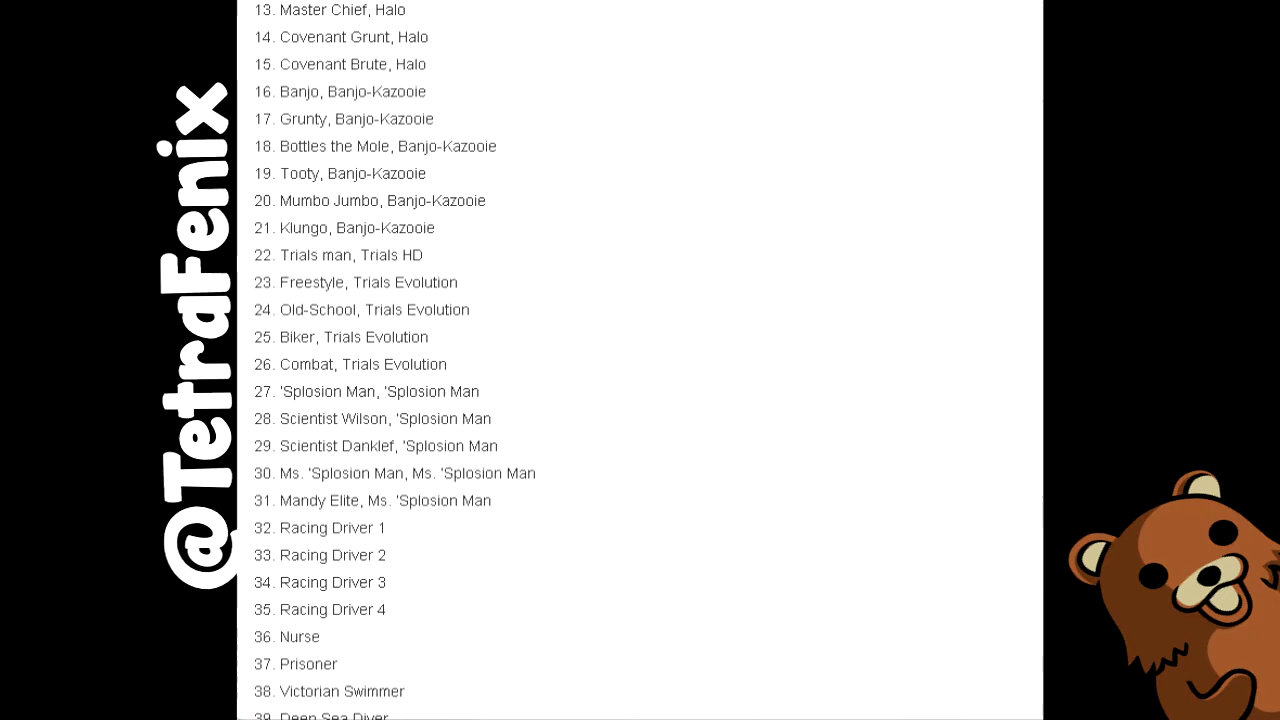 @TetraFenix
13. Master Chief, Halo
14. Covenant Grunt, Halo
15. Covenant Brute, Halo
16. Banjo, Banjo-Kazooie
17. Grunty, Banjo-Kazooie
18. Bottles the Mole, Banjo-Kazooie
19. Tooty, Banjo-Kazooie
20. Mumbo Jumbo, Banjo-Kazooie
21. Klungo, Banjo-Kazooie
22. Trials man, Trials HD
23. Freestyle, Trials Evolution
24. Old-School, Trials Evolution
25. Biker, Trials Evolution
26. Combat, Trials Evolution
27. 'Splosion Man, 'Splosion Man
28. Scientist Wilson, 'Splosion Man
29. Scientist Danklef, 'Splosion Man
30. Ms. 'Splosion Man, Ms. 'Splosion Man
31. Mandy Elite, Ms. 'Splosion Man
32. Racing Driver 1
33. Racing Driver 2
34. Racing Driver 3
35. Racing Driver 4
36. Nurse
37. Prisoner
38. Victorian Swimmer
39. Deep Sea Diver